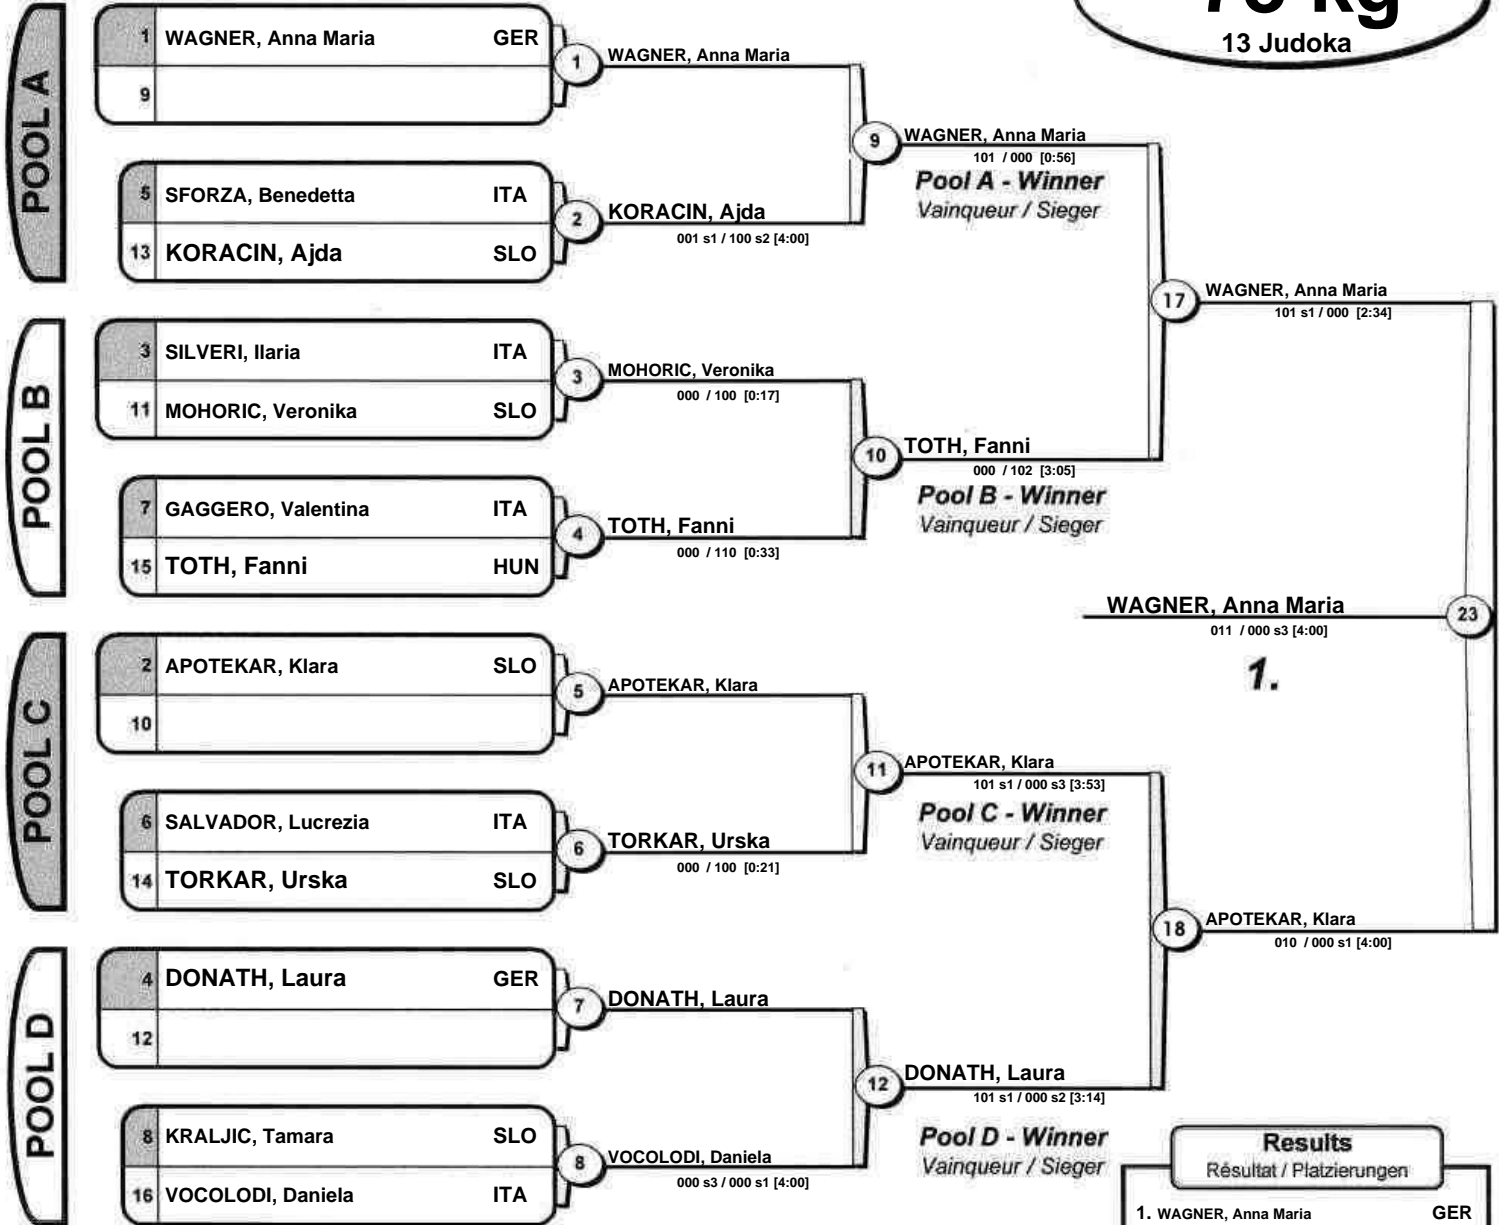 kg
13 Judoka
POOL A
1 WAGNER, Anna Maria GER
9
1 WAGNER, Anna Maria
5 SFORZA, Benedetta ITA
13 KORACIN, Ajda SLO
2 KORACIN, Ajda
001 s1 / 100 s2 [4:00]
9 WAGNER, Anna Maria
101 / 000 [0:56]
Pool A - Winner
Vainqueur / Sieger
POOL B
3 SILVERI, Ilaria ITA
11 MOHORIC, Veronika SLO
3 MOHORIC, Veronika
000 / 100 [0:17]
7 GAGGERO, Valentina ITA
15 TOTH, Fanni HUN
4 TOTH, Fanni
000 / 110 [0:33]
10 TOTH, Fanni
000 / 102 [3:05]
Pool B - Winner
Vainqueur / Sieger
17 WAGNER, Anna Maria
101 s1 / 000 [2:34]
WAGNER, Anna Maria 23
011 / 000 s3 [4:00]
1.
POOL C
2 APOTEKAR, Klara SLO
10
5 APOTEKAR, Klara
6 SALVADOR, Lucrezia ITA
14 TORKAR, Urska SLO
6 TORKAR, Urska
000 / 100 [0:21]
11 APOTEKAR, Klara
101 s1 / 000 s3 [3:53]
Pool C - Winner
Vainqueur / Sieger
POOL D
4 DONATH, Laura GER
12
7 DONATH, Laura
8 KRALJIC, Tamara SLO
16 VOCOLODI, Daniela ITA
8 VOCOLODI, Daniela
000 s3 / 000 s1 [4:00]
12 DONATH, Laura
101 s1 / 000 s2 [3:14]
Pool D - Winner
Vainqueur / Sieger
18 APOTEKAR, Klara
010 / 000 s1 [4:00]
Results
Résultat / Platzierungen
1. WAGNER, Anna Maria GER